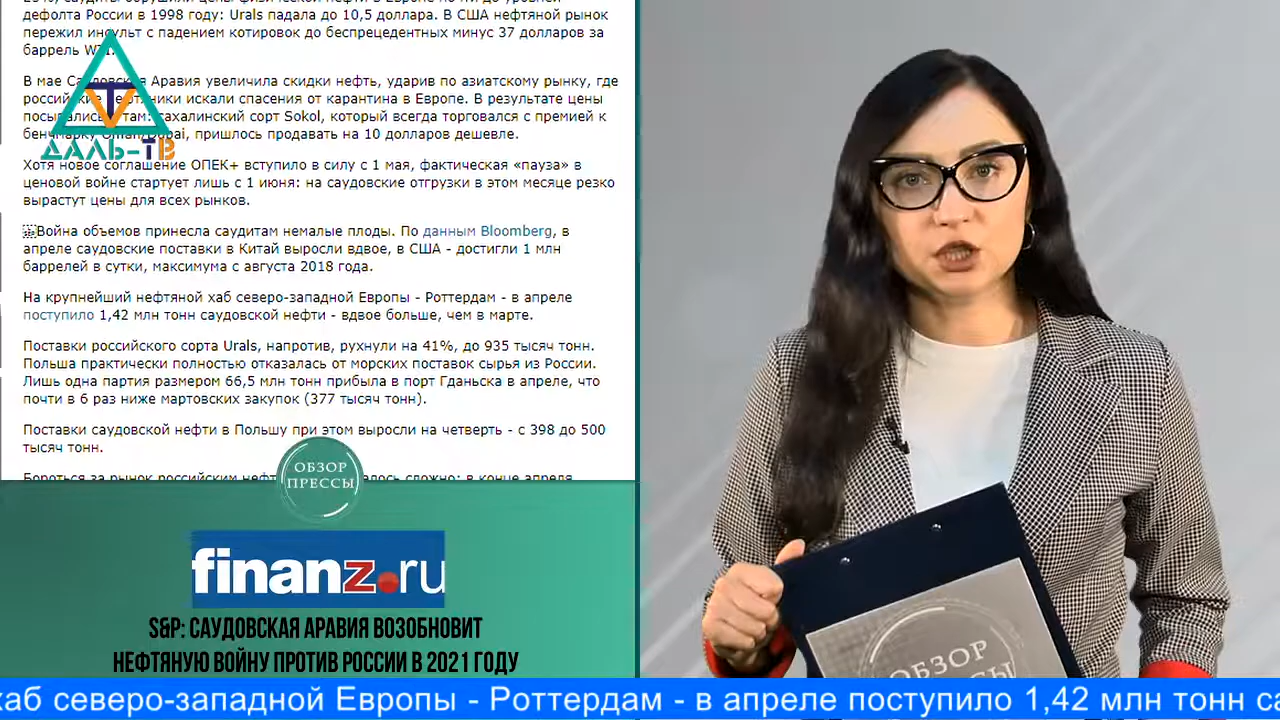 дефолта России в 1998 году: Urals падала до 10,5 доллара. В США нефтяной рынок
пережил инсульт с падением котировок до беспрецедентных минус 37 долларов за
баррель
В мае Саудовская Аравия увеличила скидки нефть, ударив по азиатскому рынку, где
российские нефтяники искали спасения от карантина в Европе. В результате цены
там: сахалинский сорт Sokol, который всегда торговался с премией к
Dubai, пришлось продавать на 10 долларов дешевле.
ДАЛЬ-ТВ
Хотя новое соглашение ОПЕК+ вступило в силу с 1 мая, фактическая «пауза» в
ценовой войне стартует лишь с 1 июня: на саудовские отгрузки в этом месяце резко
вырастут цены для всех рынков.
Война объемов принесла саудитам немалые плоды. По данным Bloomberg, в
апреле саудовские поставки в Китай выросли вдвое, в США - достигли 1 млн
баррелей в сутки, максимума с августа 2018 года.
На крупнейший нефтяной хаб северо-западной Европы - Роттердам - в апреле
поступило 1,42 млн тонн саудовской нефти - вдвое больше, чем в марте.
Поставки российского сорта Urals, напротив, рухнули на 41%, до 935 тысяч тонн.
Польша практически полностью отказалась от морских поставок сырья из России.
Лишь одна партия размером 66,5 млн тонн прибыла в порт Гданьска в апреле, что
почти в 6 раз ниже мартовских закупок (377 тысяч тонн).
Поставки саудовской нефти в Польшу при этом выросли на четверть - с 398 до 500
тысяч тонн.
ОБЗОР
ПРЕССЫ
finanz.ru
S&P: САУДОВСКАЯ АРАВИЯ ВОЗОБНОВИТ
НЕФТЯНУЮ ВОЙНУ ПРОТИВ РОССИИ В 2021 ГОДУ
ОБЗОР
хаб северо-западной Европы - Роттердам - в апреле поступило 1,42 млн тонн са